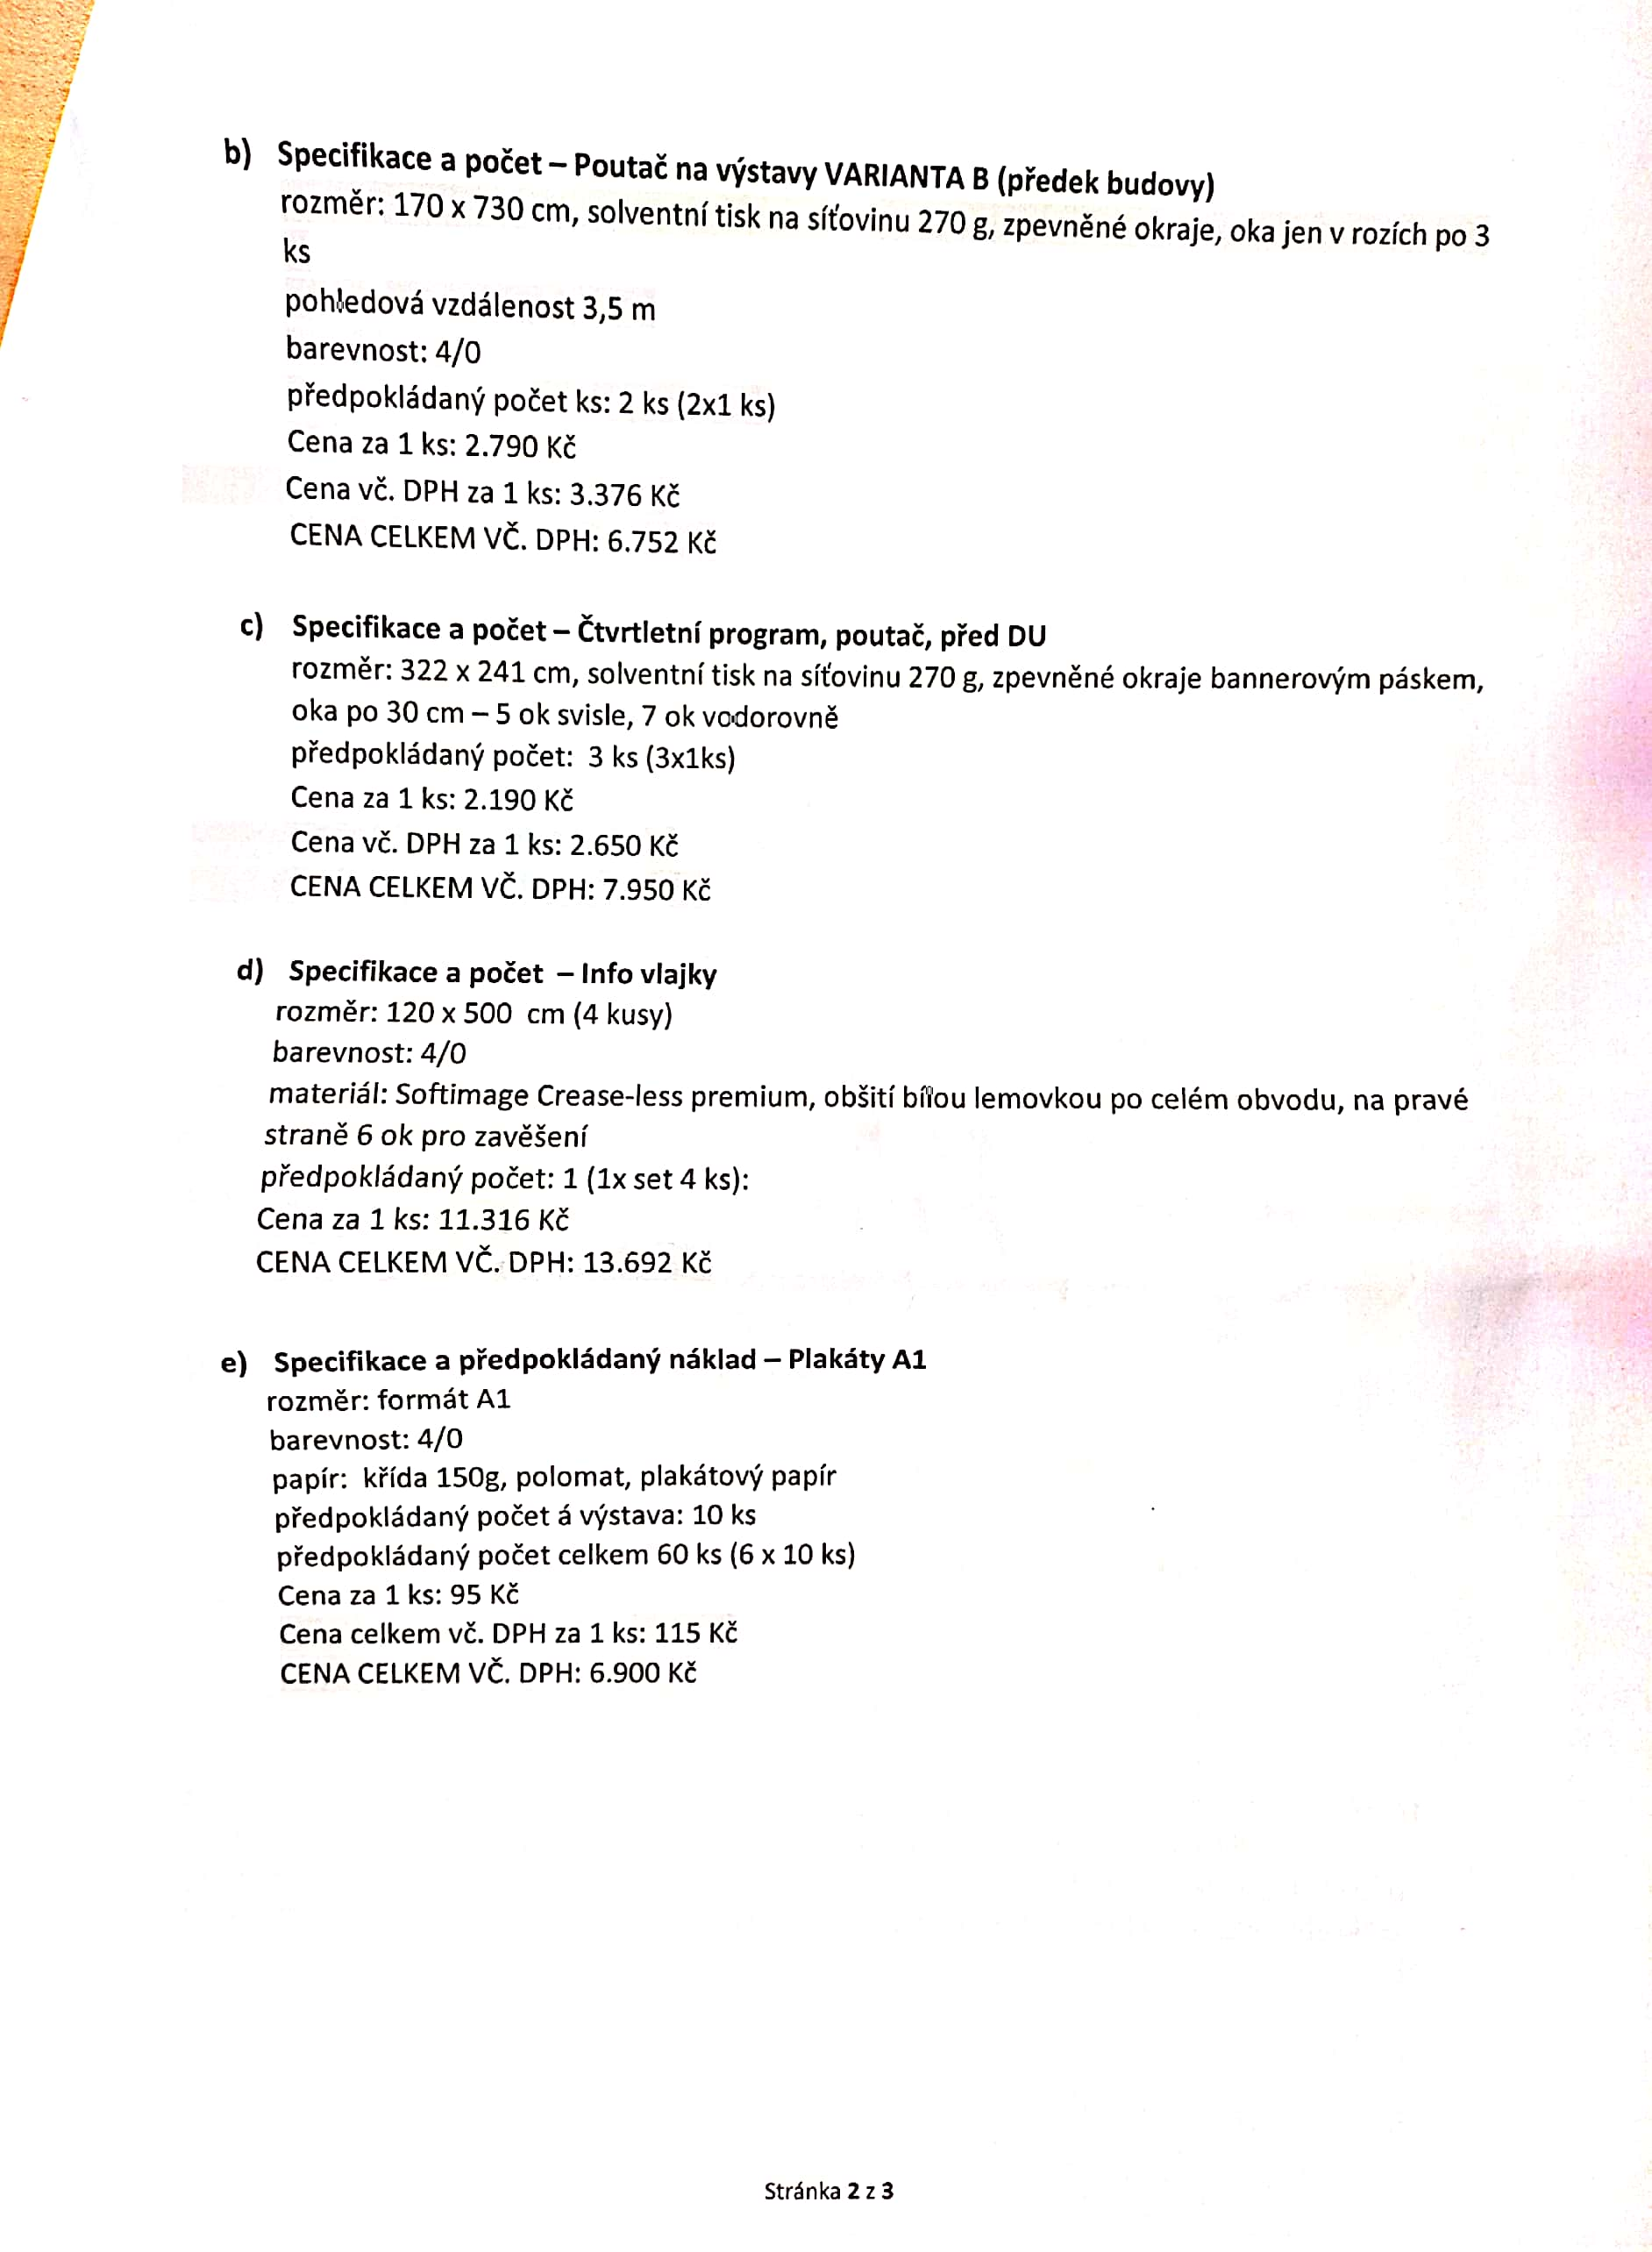 b) Specifikace a počet – Poutač na výstavy VARIANTA B (předek budovy)
rozměr: 170 x 730 cm, solventní tisk na síťovinu 270 g, zpevněné okraje, oka jen v rozích po 3
ks
pohledová vzdálenost 3,5 m
barevnost: 4/0
předpokládaný počet ks: 2 ks (2x1 ks)
Cena za 1 ks: 2.790 Kč
Cena vč. DPH za 1 ks: 3.376 Kč
CENA CELKEM VČ. DPH: 6.752 Kč
c) Specifikace a počet – Čtvrtletní program, poutač, před DU
rozměr: 322 x 241 cm, solventní tisk na síťovinu 270 g, zpevněné okraje bannerovým páskem,
oka po 30 cm – 5 ok svisle, 7 ok vodorovně
předpokládaný počet: 3 ks (3x1ks)
Cena za 1 ks: 2.190 Kč
Cena vč. DPH za 1 ks: 2.650 Kč
CENA CELKEM VČ. DPH: 7.950 Kč
d) Specifikace a počet – Info vlajky
rozměr: 120 x 500 cm (4 kusy)
barevnost: 4/0
materiál: Softimage Crease-less premium, obšití bílou lemovkou po celém obvodu, na pravé
straně 6 ok pro zavěšení
předpokládaný počet: 1 (1x set 4 ks):
Cena za 1 ks: 11.316 Kč
CENA CELKEM VČ. DPH: 13.692 Kč
e) Specifikace a předpokládaný náklad – Plakáty A1
rozměr: formát A1
barevnost: 4/0
papír: křída 150g, polomat, plakátový papír
předpokládaný počet á výstava: 10 ks
předpokládaný počet celkem 60 ks (6 x 10 ks)
Cena za 1 ks: 95 Kč
Cena celkem vč. DPH za 1 ks: 115 Kč
CENA CELKEM VČ. DPH: 6.900 Kč
Stránka 2 z 3